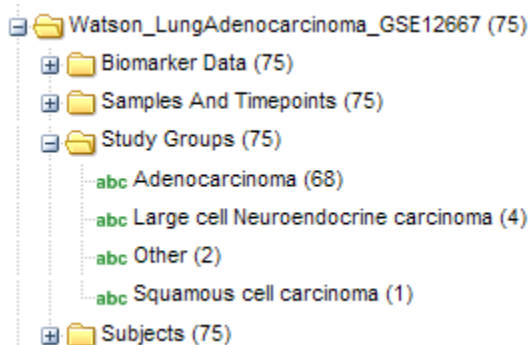 Watson_LungAdenocarcinoma_GSE12667 (75)
Biomarker Data (75)
Samples And Timepoints (75)
Study Groups (75)
abc Adenocarcinoma (68)
abc Large cell Neuroendocrine carcinoma (4)
abc Other (2)
abc Squamous cell carcinoma (1)
Subjects (75)